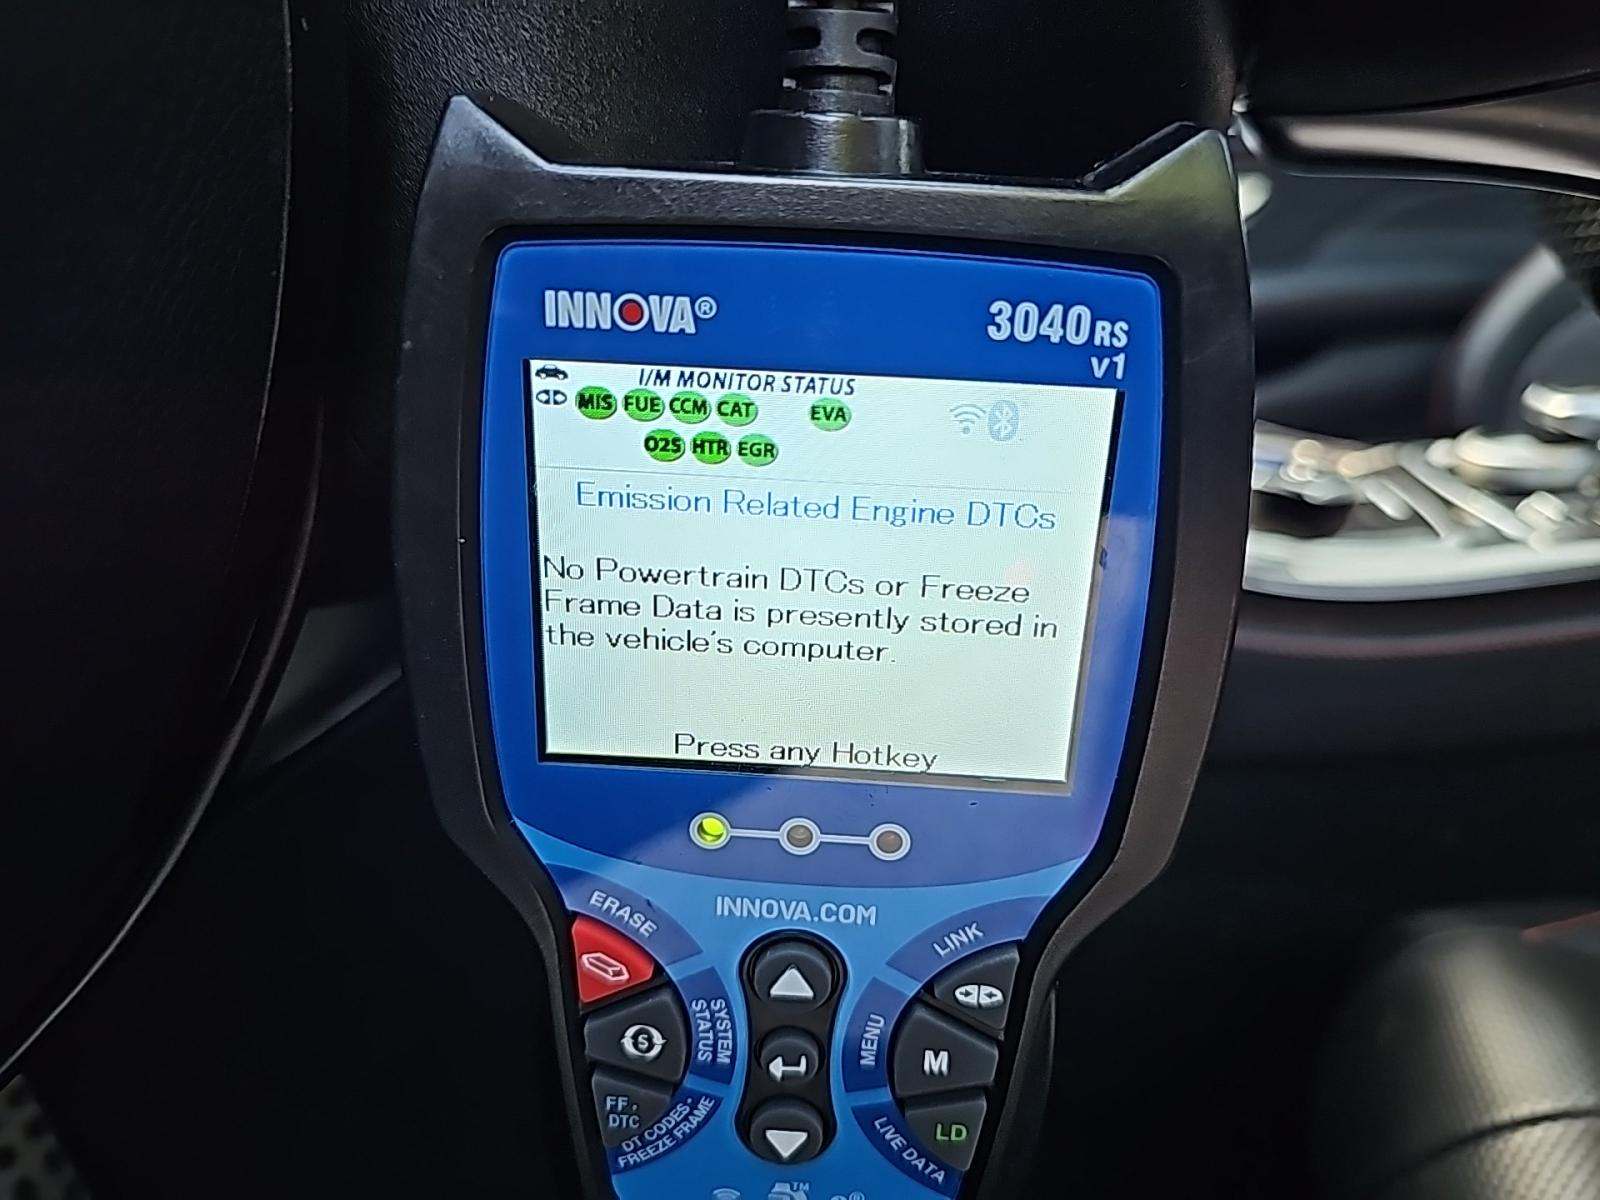 INNOVA®
3040RS
v1
I/M MONITOR STATUS
MIS FUE CCM CAT EVA
O2S HTR EGR
Emission Related Engine DTCs
No Powertrain DTCs or Freeze
Frame Data is presently stored in
the vehicle's computer.
Press any Hotkey
INNOVA.COM
ERASE
LINK
S
SYSTEM
STATUS
MENU
M
FF,
DTC
DT CODES-
FREEZE FRAME
LIVE DATA
LD
TM